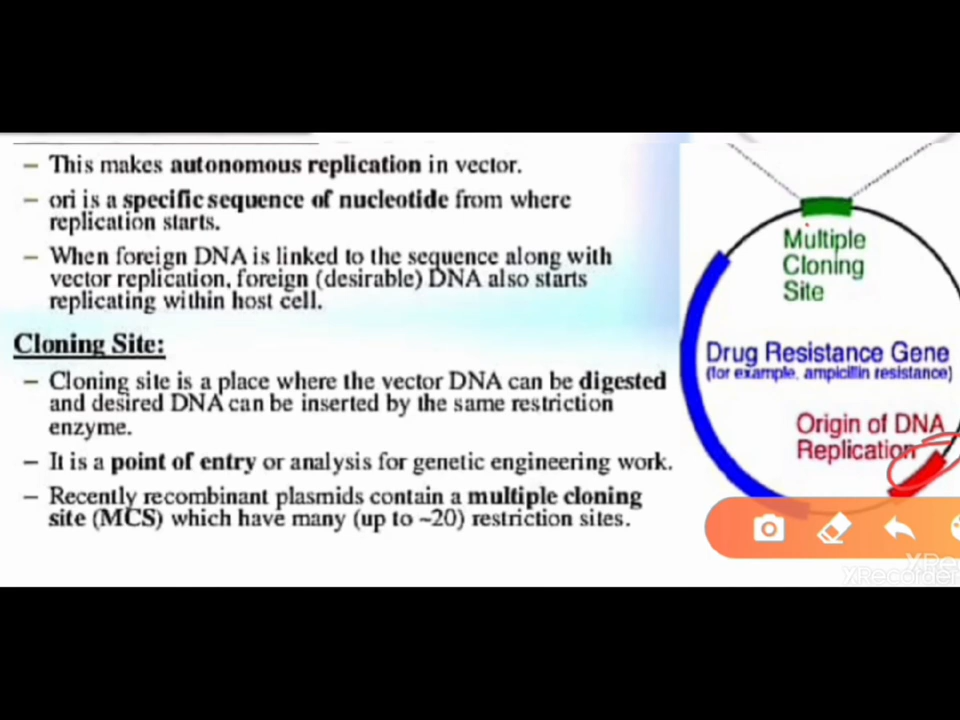 – This makes autonomous replication in vector.
– ori is a specific sequence of nucleotide from where
replication starts.
– When foreign DNA is linked to the sequence along with
vector replication, foreign (desirable) DNA also starts
replicating within host cell.
Cloning Site:
– Cloning site is a place where the vector DNA can be digested
and desired DNA can be inserted by the same restriction
enzyme.
– It is a point of entry or analysis for genetic engineering work.
– Recently recombinant plasmids contain a multiple cloning
site (MCS) which have many (up to ~20) restriction sites.
Multiple
Cloning
Site
Drug Resistance Gene
(for example, ampicillin resistance)
Origin of DNA
Replication
XRecorder